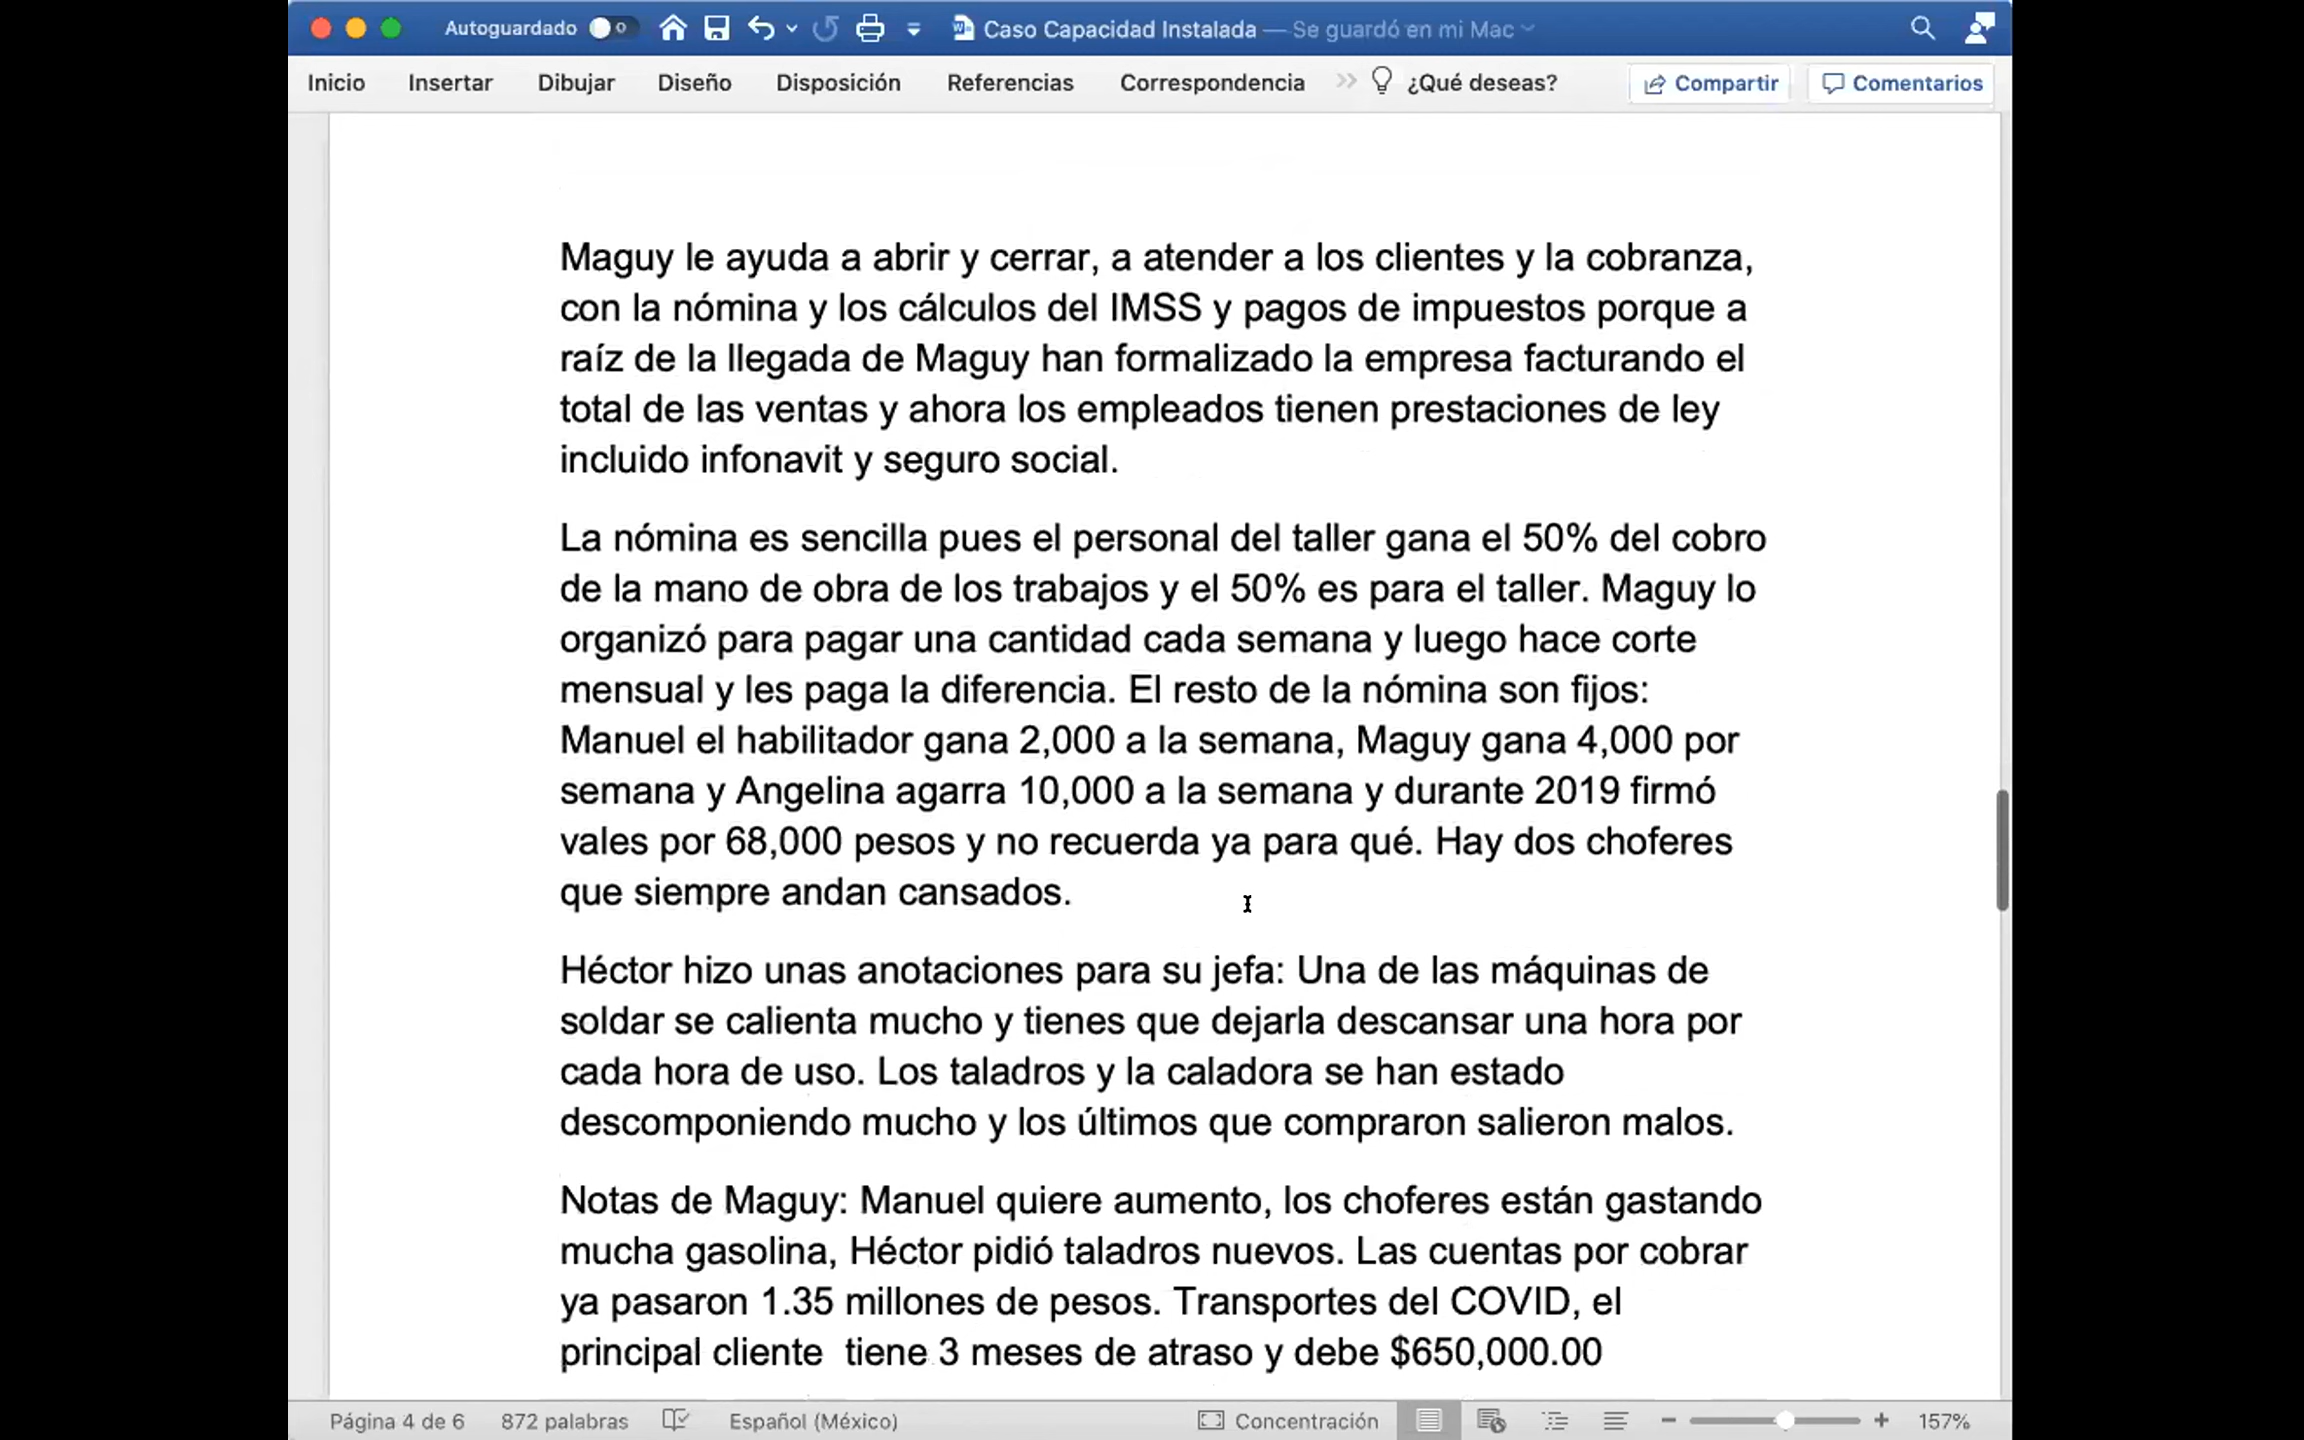 Autoguardado
Caso Capacidad Instalada — Se guardó en mi Mac
Inicio Insertar Dibujar Diseño Disposición Referencias Correspondencia >> ¿Qué deseas? Compartir Comentarios
Maguy le ayuda a abrir y cerrar, a atender a los clientes y la cobranza,
con la nómina y los cálculos del IMSS y pagos de impuestos porque a
raíz de la llegada de Maguy han formalizado la empresa facturando el
total de las ventas y ahora los empleados tienen prestaciones de ley
incluido infonavit y seguro social.
La nómina es sencilla pues el personal del taller gana el 50% del cobro
de la mano de obra de los trabajos y el 50% es para el taller. Maguy lo
organizó para pagar una cantidad cada semana y luego hace corte
mensual y les paga la diferencia. El resto de la nómina son fijos:
Manuel el habilitador gana 2,000 a la semana, Maguy gana 4,000 por
semana y Angelina agarra 10,000 a la semana y durante 2019 firmó
vales por 68,000 pesos y no recuerda ya para qué. Hay dos choferes
que siempre andan cansados.
Héctor hizo unas anotaciones para su jefa: Una de las máquinas de
soldar se calienta mucho y tienes que dejarla descansar una hora por
cada hora de uso. Los taladros y la caladora se han estado
descomponiendo mucho y los últimos que compraron salieron malos.
Notas de Maguy: Manuel quiere aumento, los choferes están gastando
mucha gasolina, Héctor pidió taladros nuevos. Las cuentas por cobrar
ya pasaron 1.35 millones de pesos. Transportes del COVID, el
principal cliente  tiene 3 meses de atraso y debe $650,000.00
Página 4 de 6 872 palabras Español (México) Concentración 157%